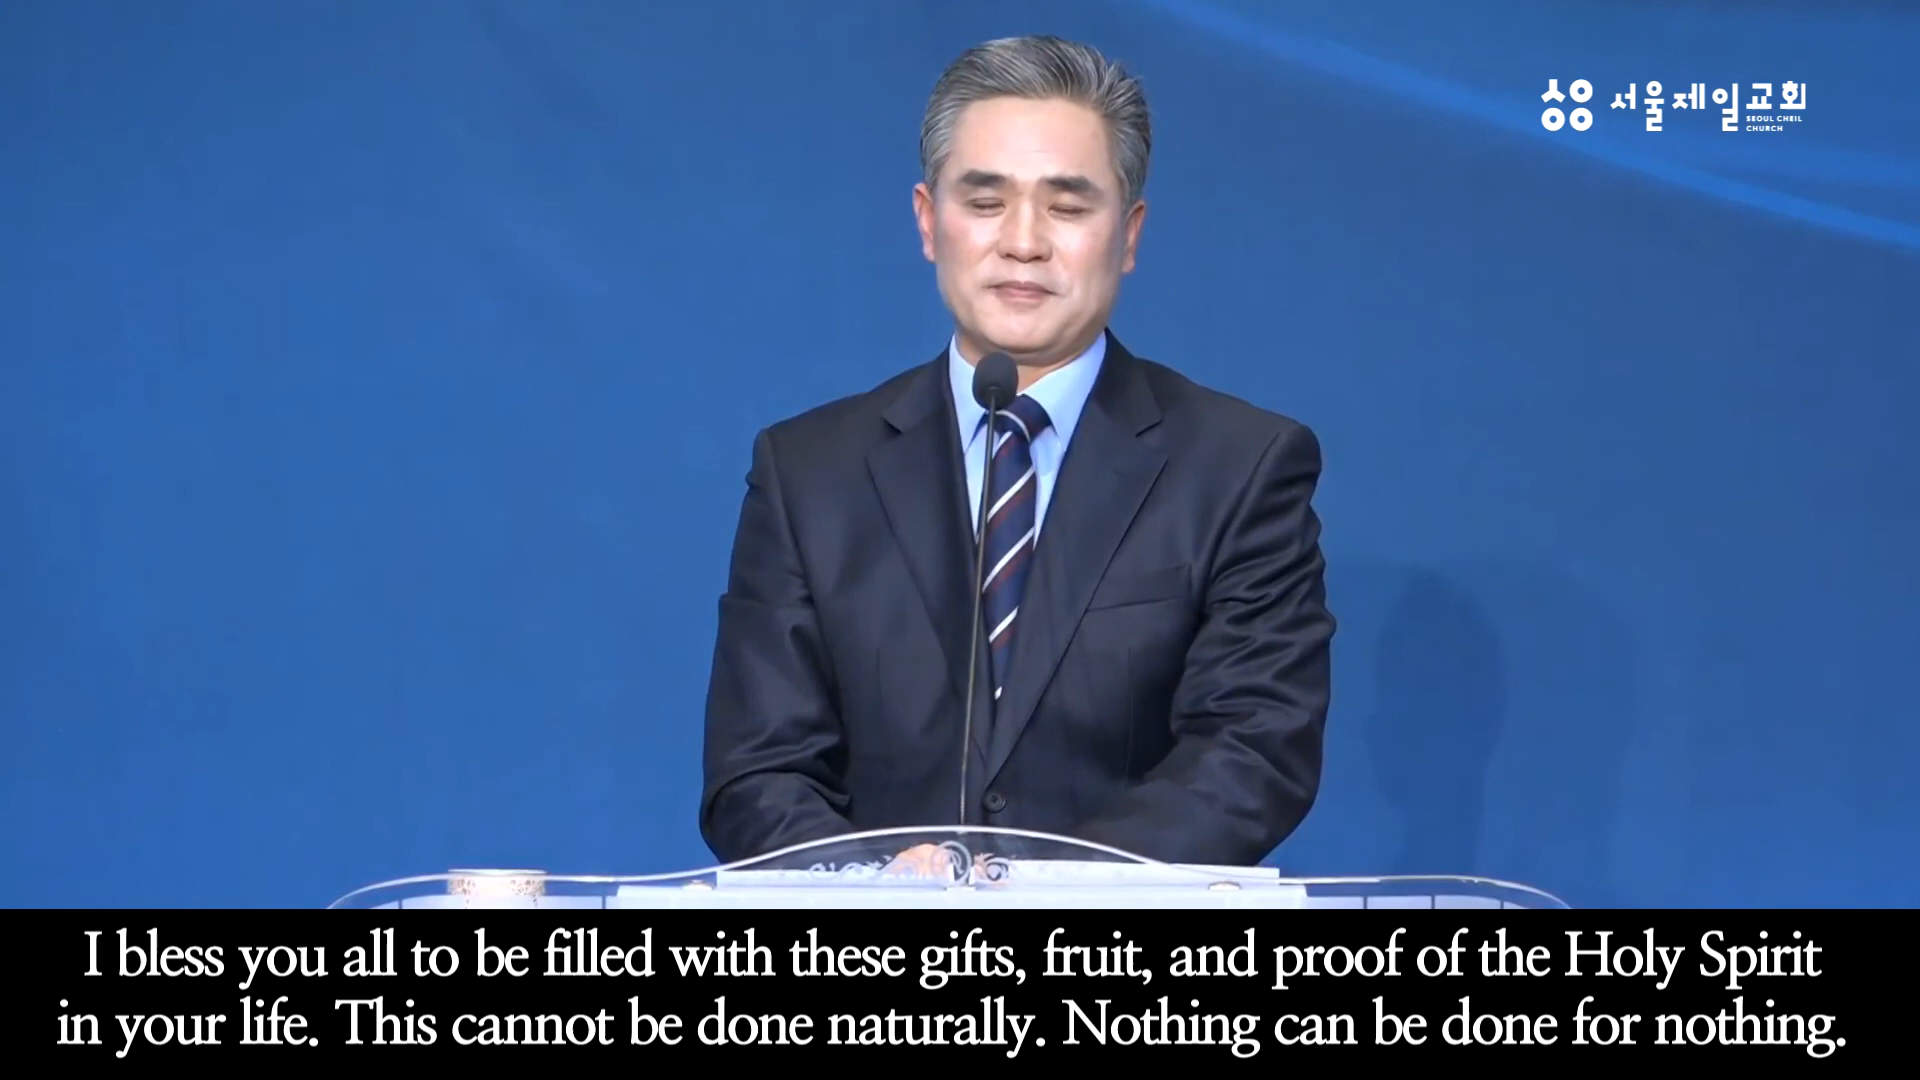 서울제일교회
SEOUL CHEIL
CHURCH
I bless you all to be filled with these gifts, fruit, and proof of the Holy Spirit
in your life. This cannot be done naturally. Nothing can be done for nothing.